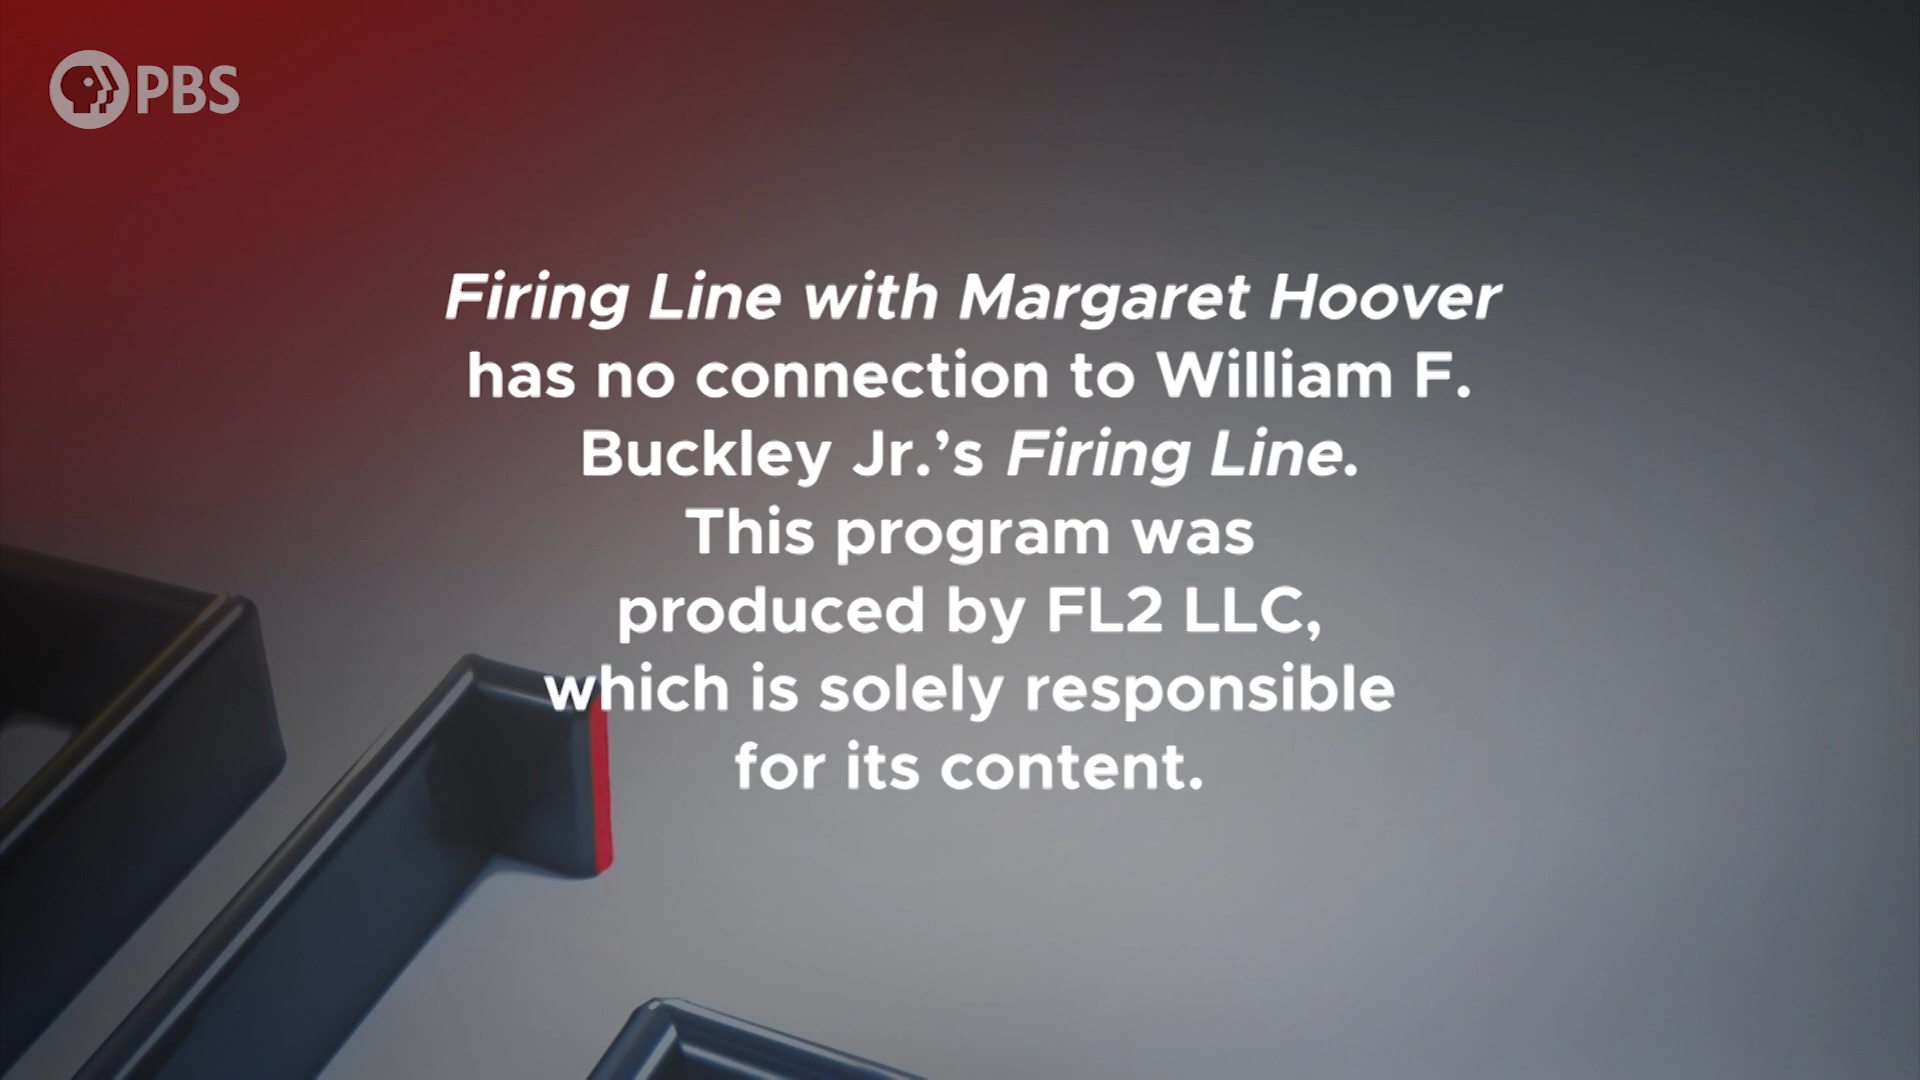 PBS
Firing Line with Margaret Hoover
has no connection to William F.
Buckley Jr.’s Firing Line.
This program was
produced by FL2 LLC,
which is solely responsible
for its content.